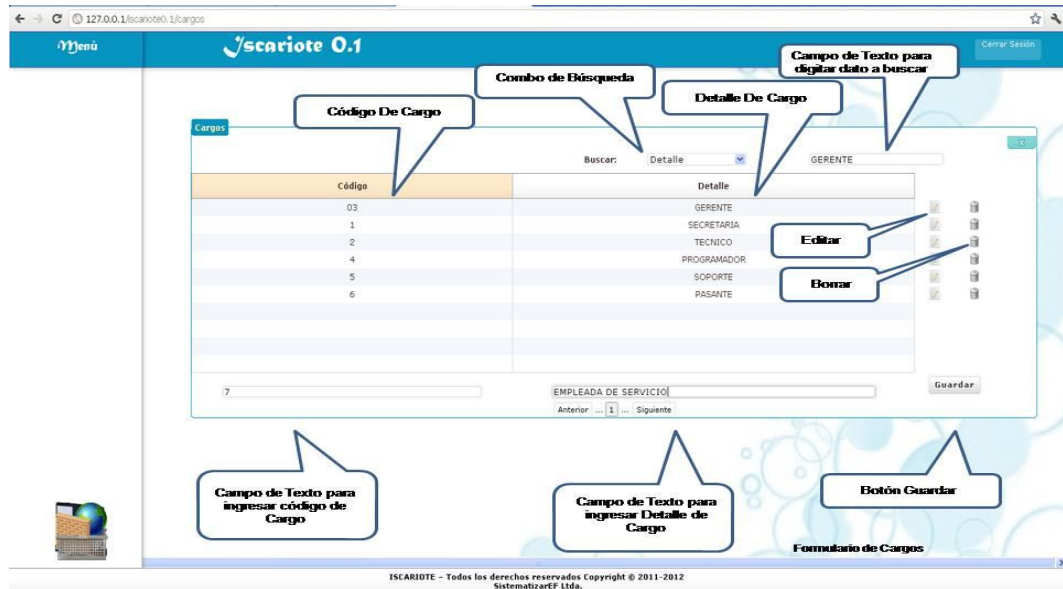 127.0.0.1/iscariote0.1/cargos
Menù
Iscariote 0.1
Cerrar Sesión
Campo de Texto para
digitar dato a buscar
Combo de Búsqueda
Detalle De Cargo
Código De Cargo
Cargos
Buscar: Detalle GERENTE
Código Detalle
03 GERENTE
1 SECRETARIA
2 TECNICO
4 PROGRAMADOR
5 SOPORTE
6 PASANTE
Editar
Borrar
7 EMPLEADA DE SERVICIO
Guardar
Anterior ... 1 ... Siguiente
Campo de Texto para
ingresar código de
Cargo
Campo de Texto para
ingresar Detalle de
Cargo
Botón Guardar
Formulario de Cargos
ISCARIOTE - Todos los derechos reservados Copyright © 2011-2012
SistematizarEF Ltda.